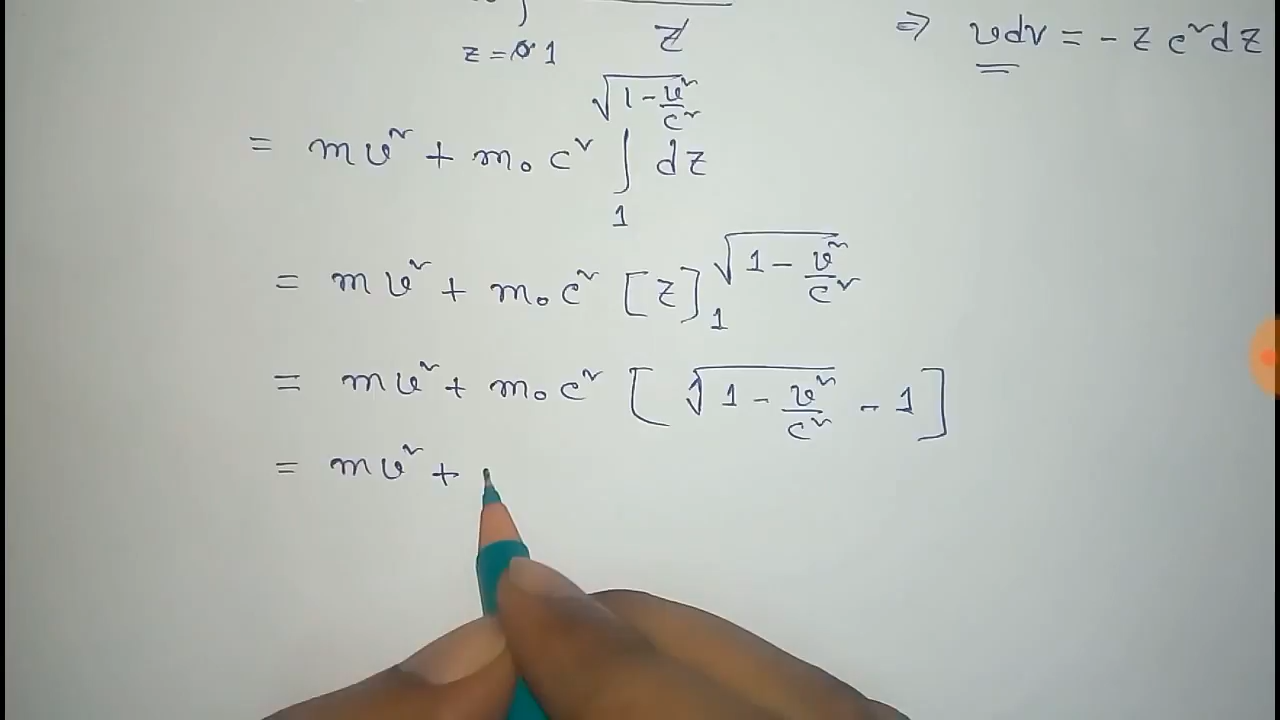 z = 1
z
⇒ vdv = - z c² dz
= mv² + m₀c² ∫₁^√(1 - v²/c²) dz
= mv² + m₀c² [z]₁^√(1 - v²/c²)
= mv² + m₀c² [√(1 - v²/c²) - 1]
= mv² +